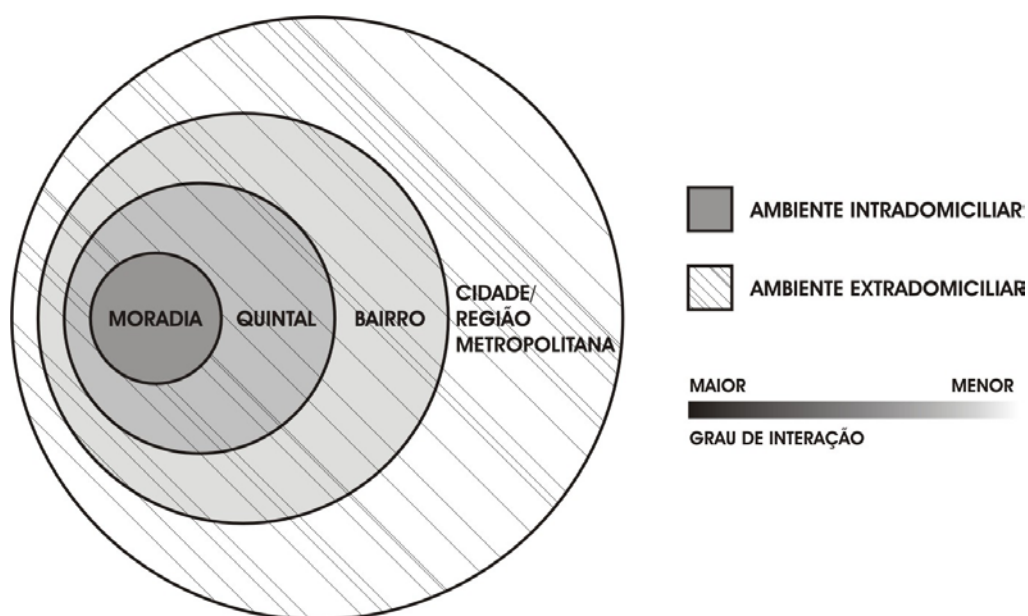 MORADIA
QUINTAL
BAIRRO
CIDADE/
REGIÃO
METROPOLITANA
AMBIENTE INTRADOMICILIAR
AMBIENTE EXTRADOMICILIAR
MAIOR
MENOR
GRAU DE INTERAÇÃO